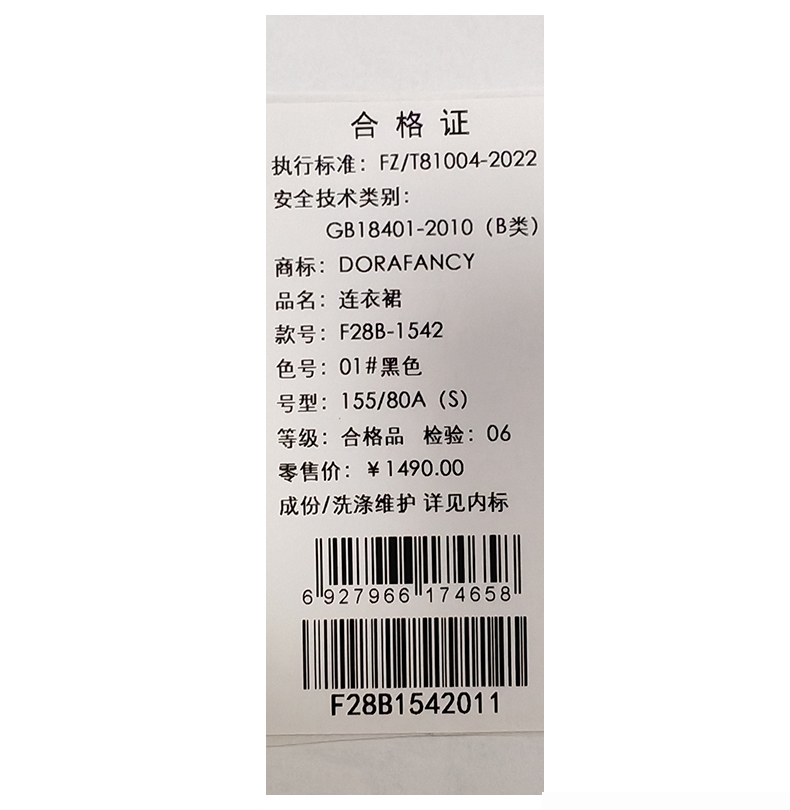 合格证
执行标准：FZ/T81004-2022
安全技术类别：
GB18401-2010（B类）
商标：DORAFANCY
品名：连衣裙
款号：F28B-1542
色号：01#黑色
号型：155/80A（S）
等级：合格品 检验：06
零售价：¥1490.00
成份/洗涤维护 详见内标
6 927966 174658
F28B1542011